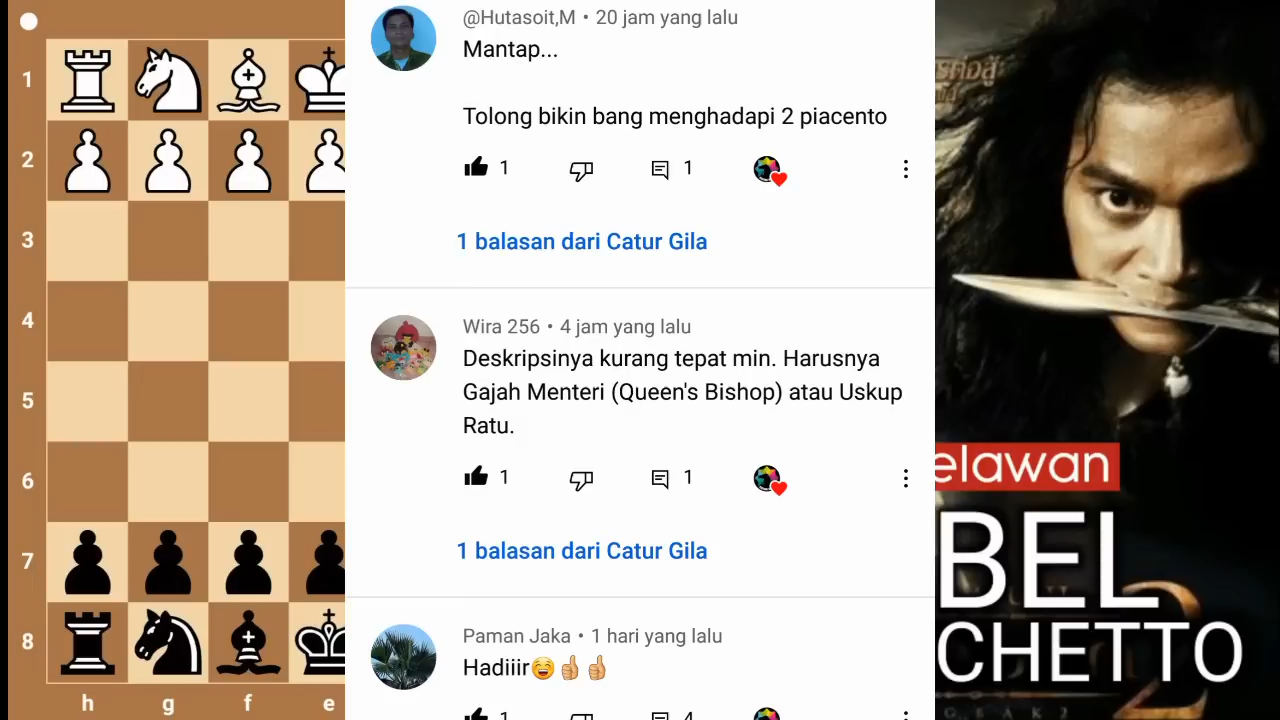 1
2
3
4
5
6
7
8
h g f e
@Hutasoit,M • 20 jam yang lalu
Mantap...
Tolong bikin bang menghadapi 2 piacento
1 1
1 balasan dari Catur Gila
Wira 256 • 4 jam yang lalu
Deskripsinya kurang tepat min. Harusnya
Gajah Menteri (Queen's Bishop) atau Uskup
Ratu.
1 1
1 balasan dari Catur Gila
Paman Jaka • 1 hari yang lalu
Hadiiir😁👍👍
1 4
elawan
BEL
CHETTO
2